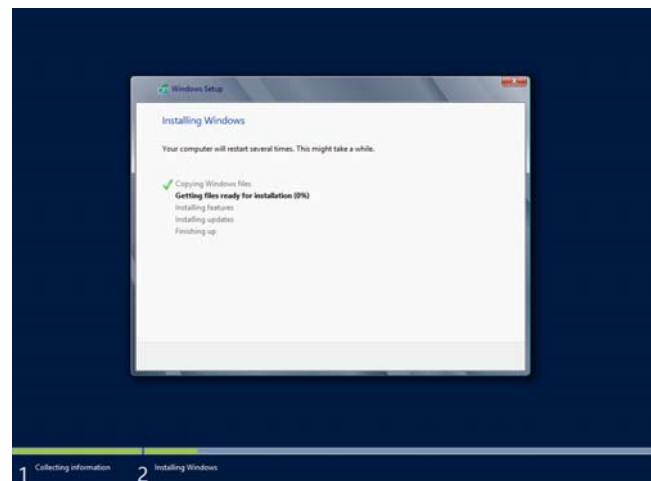 Windows Setup
Installing Windows
Your computer will restart several times. This might take a while.
Copying Windows files
Getting files ready for installation (0%)
Installing features
Installing updates
Finishing up
1 Collecting information
2 Installing Windows